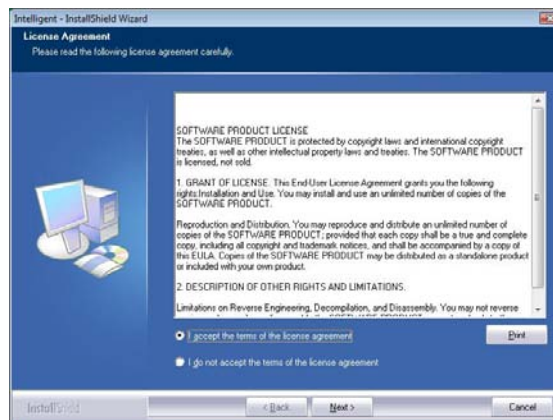 Intelligent - InstallShield Wizard
License Agreement
Please read the following license agreement carefully.
SOFTWARE PRODUCT LICENSE
The SOFTWARE PRODUCT is protected by copyright laws and international copyright
treaties, as well as other intellectual property laws and treaties. The SOFTWARE PRODUCT
is licensed, not sold.
1. GRANT OF LICENSE. This End-User License Agreement grants you the following
rights:Installation and Use. You may install and use an unlimited number of copies of the
SOFTWARE PRODUCT.
Reproduction and Distribution. You may reproduce and distribute an unlimited number of
copies of the SOFTWARE PRODUCT; provided that each copy shall be a true and complete
copy, including all copyright and trademark notices, and shall be accompanied by a copy of
this EULA. Copies of the SOFTWARE PRODUCT may be distributed as a standalone product
or included with your own product.
2. DESCRIPTION OF OTHER RIGHTS AND LIMITATIONS.
Limitations on Reverse Engineering, Decompilation, and Disassembly. You may not reverse
I accept the terms of the license agreement
Print
I do not accept the terms of the license agreement
InstallShield
< Back
Next >
Cancel